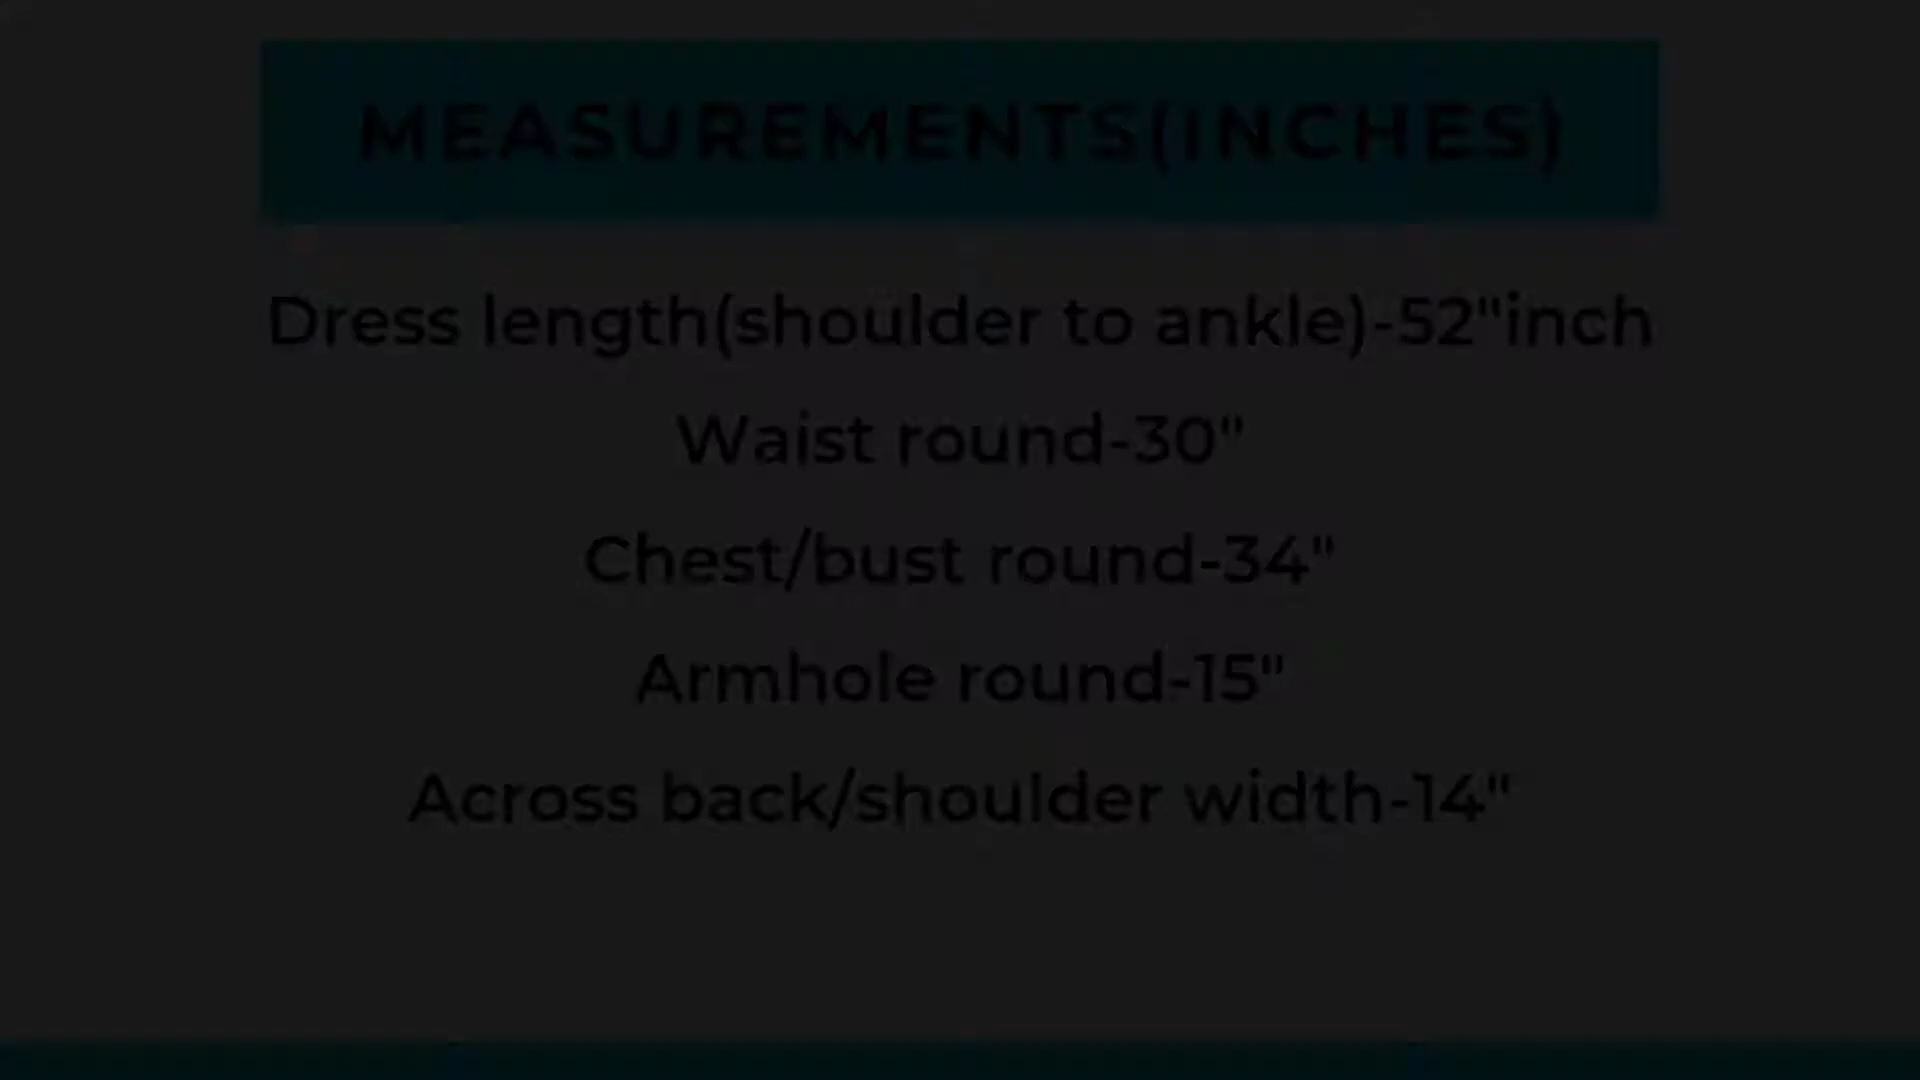 MEASUREMENTS(INCHES)
Dress length(shoulder to ankle)-52"inch
Waist round-30"
Chest/bust round-34"
Armhole round-15"
Across back/shoulder width-14"